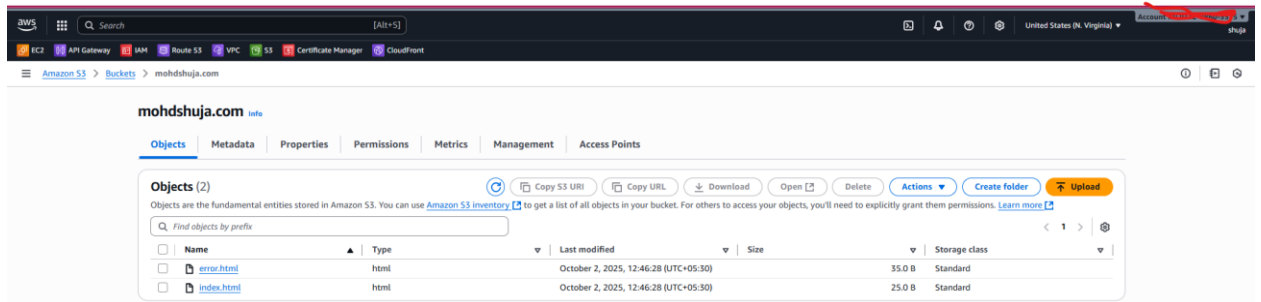 aws Search [Alt+S] United States (N. Virginia) Account
shuja
EC2 API Gateway IAM Route 53 VPC S3 Certificate Manager CloudFront
Amazon S3 > Buckets > mohdshuja.com
mohdshuja.com Info
Objects Metadata Properties Permissions Metrics Management Access Points
Objects (2) Copy S3 URI Copy URL Download Open Delete Actions Create folder Upload
Objects are the fundamental entities stored in Amazon S3. You can use Amazon S3 inventory to get a list of all objects in your bucket. For others to access your objects, you'll need to explicitly grant them permissions. Learn more
Find objects by prefix < 1 >
Name Type Last modified Size Storage class
error.html html October 2, 2025, 12:46:28 (UTC+05:30) 35.0 B Standard
index.html html October 2, 2025, 12:46:28 (UTC+05:30) 25.0 B Standard